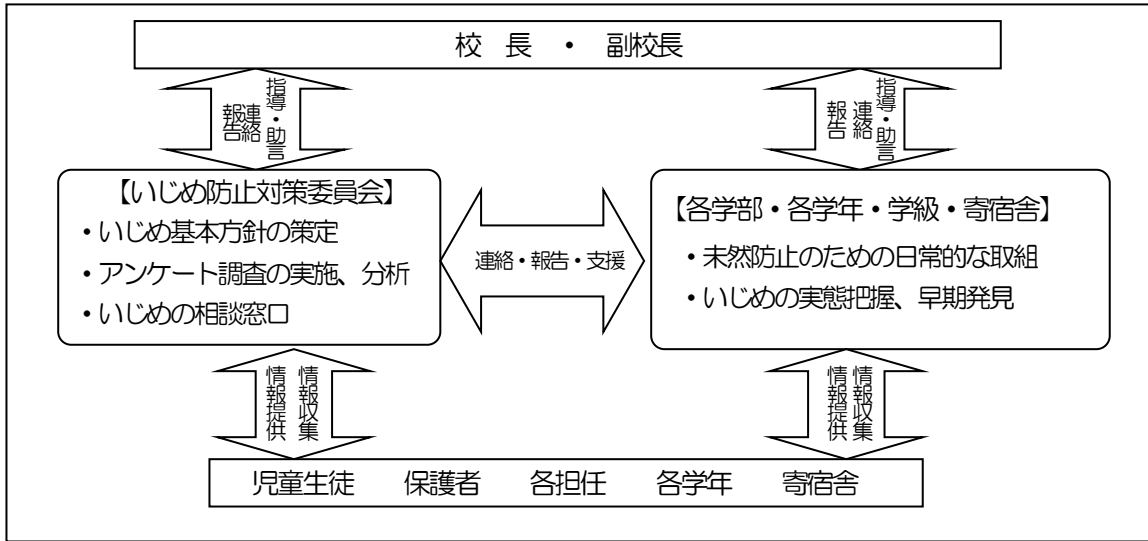 校 長 ・ 副校長
指導・助言
連絡
報告
指導・助言
連絡
報告
【いじめ防止対策委員会】
・いじめ基本方針の策定
・アンケート調査の実施、分析
・いじめの相談窓口
連絡・報告・支援
【各学部・各学年・学級・寄宿舎】
・未然防止のための日常的な取組
・いじめの実態把握、早期発見
情報収集
情報提供
情報収集
情報提供
児童生徒 保護者 各担任 各学年 寄宿舎